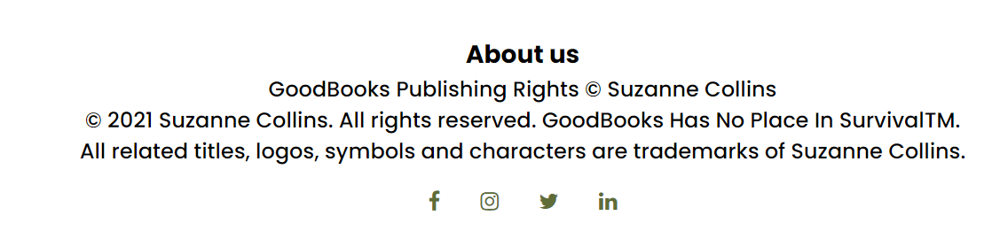 About us
GoodBooks Publishing Rights © Suzanne Collins
© 2021 Suzanne Collins. All rights reserved. GoodBooks Has No Place In SurvivalTM.
All related titles, logos, symbols and characters are trademarks of Suzanne Collins.